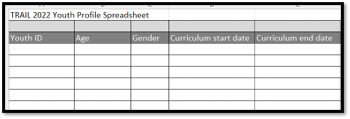 TRAIL 2022 Youth Profile Spreadsheet
Youth ID Age Gender Curriculum start date Curriculum end date